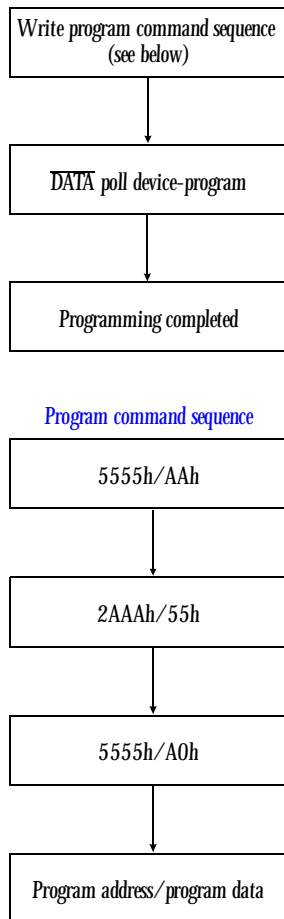 Write program command sequence
(see below)
DATA poll device-program
Programming completed
Program command sequence
5555h/AAh
2AAAh/55h
5555h/A0h
Program address/program data